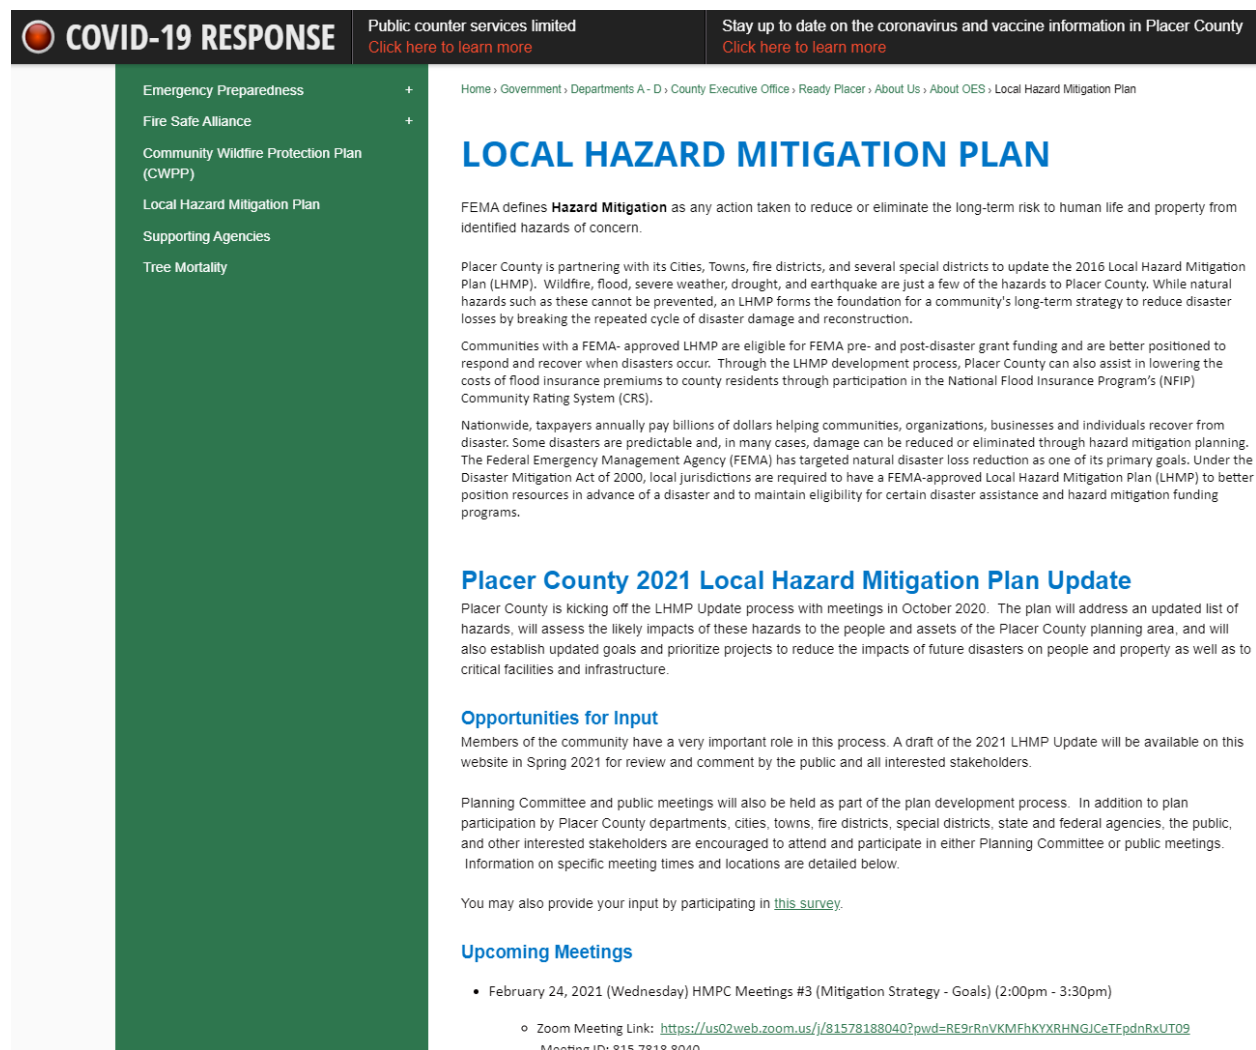 COVID-19 RESPONSE
Public counter services limited
Click here to learn more
Stay up to date on the coronavirus and vaccine information in Placer County
Click here to learn more
Emergency Preparedness +
Fire Safe Alliance +
Community Wildfire Protection Plan
(CWPP)
Local Hazard Mitigation Plan
Supporting Agencies
Tree Mortality
Home › Government › Departments A - D › County Executive Office › Ready Placer › About Us › About OES › Local Hazard Mitigation Plan
LOCAL HAZARD MITIGATION PLAN
FEMA defines Hazard Mitigation as any action taken to reduce or eliminate the long-term risk to human life and property from
identified hazards of concern.
Placer County is partnering with its Cities, Towns, fire districts, and several special districts to update the 2016 Local Hazard Mitigation
Plan (LHMP).  Wildfire, flood, severe weather, drought, and earthquake are just a few of the hazards to Placer County. While natural
hazards such as these cannot be prevented, an LHMP forms the foundation for a community's long-term strategy to reduce disaster
losses by breaking the repeated cycle of disaster damage and reconstruction.
Communities with a FEMA- approved LHMP are eligible for FEMA pre- and post-disaster grant funding and are better positioned to
respond and recover when disasters occur.  Through the LHMP development process, Placer County can also assist in lowering the
costs of flood insurance premiums to county residents through participation in the National Flood Insurance Program’s (NFIP)
Community Rating System (CRS).
Nationwide, taxpayers annually pay billions of dollars helping communities, organizations, businesses and individuals recover from
disaster. Some disasters are predictable and, in many cases, damage can be reduced or eliminated through hazard mitigation planning.
The Federal Emergency Management Agency (FEMA) has targeted natural disaster loss reduction as one of its primary goals. Under the
Disaster Mitigation Act of 2000, local jurisdictions are required to have a FEMA-approved Local Hazard Mitigation Plan (LHMP) to better
position resources in advance of a disaster and to maintain eligibility for certain disaster assistance and hazard mitigation funding
programs.
Placer County 2021 Local Hazard Mitigation Plan Update
Placer County is kicking off the LHMP Update process with meetings in October 2020.  The plan will address an updated list of
hazards, will assess the likely impacts of these hazards to the people and assets of the Placer County planning area, and will
also establish updated goals and prioritize projects to reduce the impacts of future disasters on people and property as well as to
critical facilities and infrastructure.
Opportunities for Input
Members of the community have a very important role in this process. A draft of the 2021 LHMP Update will be available on this
website in Spring 2021 for review and comment by the public and all interested stakeholders.
Planning Committee and public meetings will also be held as part of the plan development process.  In addition to plan
participation by Placer County departments, cities, towns, fire districts, special districts, state and federal agencies, the public,
and other interested stakeholders are encouraged to attend and participate in either Planning Committee or public meetings.
Information on specific meeting times and locations are detailed below.
You may also provide your input by participating in this survey.
Upcoming Meetings
• February 24, 2021 (Wednesday) HMPC Meetings #3 (Mitigation Strategy - Goals) (2:00pm - 3:30pm)
o Zoom Meeting Link:  https://us02web.zoom.us/j/81578188040?pwd=RE9rRnVKMFhKYXRHNGJCeTFpdnRxUT09
Meeting ID: 815 7818 8040